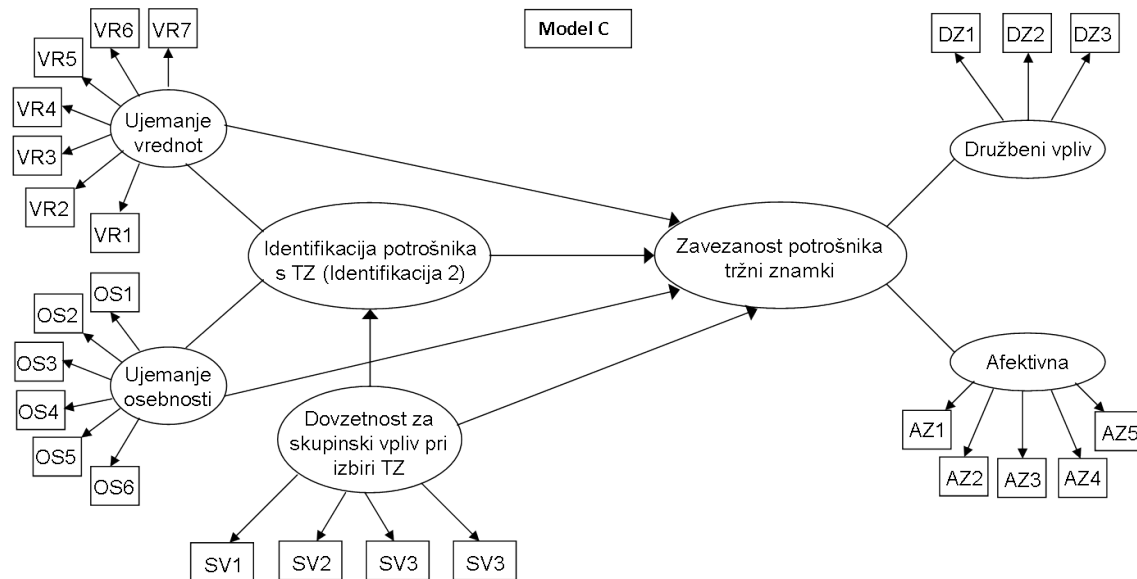 Model C
VR6
VR7
VR5
VR4
VR3
VR2
VR1
Ujemanje
vrednot
DZ1
DZ2
DZ3
Družbeni vpliv
Identifikacija potrošnika
s TZ (Identifikacija 2)
Zavezanost potrošnika
tržni znamki
OS1
OS2
OS3
OS4
OS5
OS6
Ujemanje
osebnosti
Dovzetnost za
skupinski vpliv pri
izbiri TZ
Afektivna
AZ1
AZ2
AZ3
AZ4
AZ5
SV1
SV2
SV3
SV3